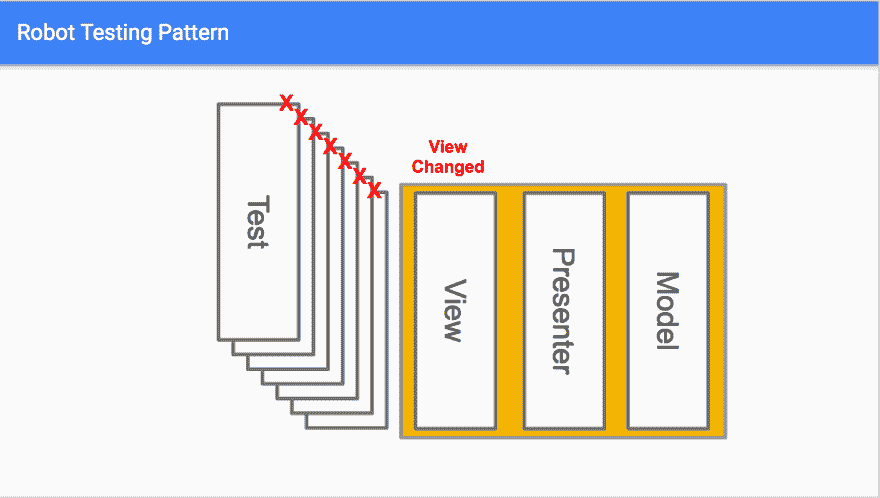 Robot Testing Pattern
X
X
X
X
X
X
X
View
Changed
Test
View
Presenter
Model